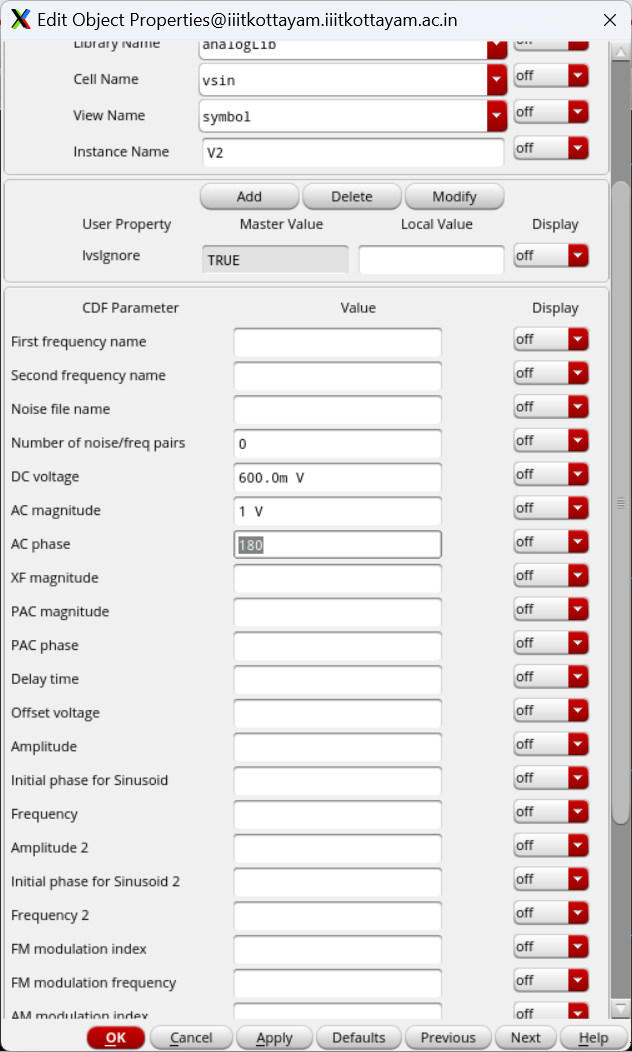 Edit Object Properties@iiitkottayam.iiitkottayam.ac.in
Library Name analogLib off
Cell Name vsin off
View Name symbol off
Instance Name V2 off
Add Delete Modify
User Property Master Value Local Value Display
lvsIgnore TRUE off
CDF Parameter Value Display
First frequency name off
Second frequency name off
Noise file name off
Number of noise/freq pairs 0 off
DC voltage 600.0m V off
AC magnitude 1 V off
AC phase 180 off
XF magnitude off
PAC magnitude off
PAC phase off
Delay time off
Offset voltage off
Amplitude off
Initial phase for Sinusoid off
Frequency off
Amplitude 2 off
Initial phase for Sinusoid 2 off
Frequency 2 off
FM modulation index off
FM modulation frequency off
AM modulation index off
OK Cancel Apply Defaults Previous Next Help